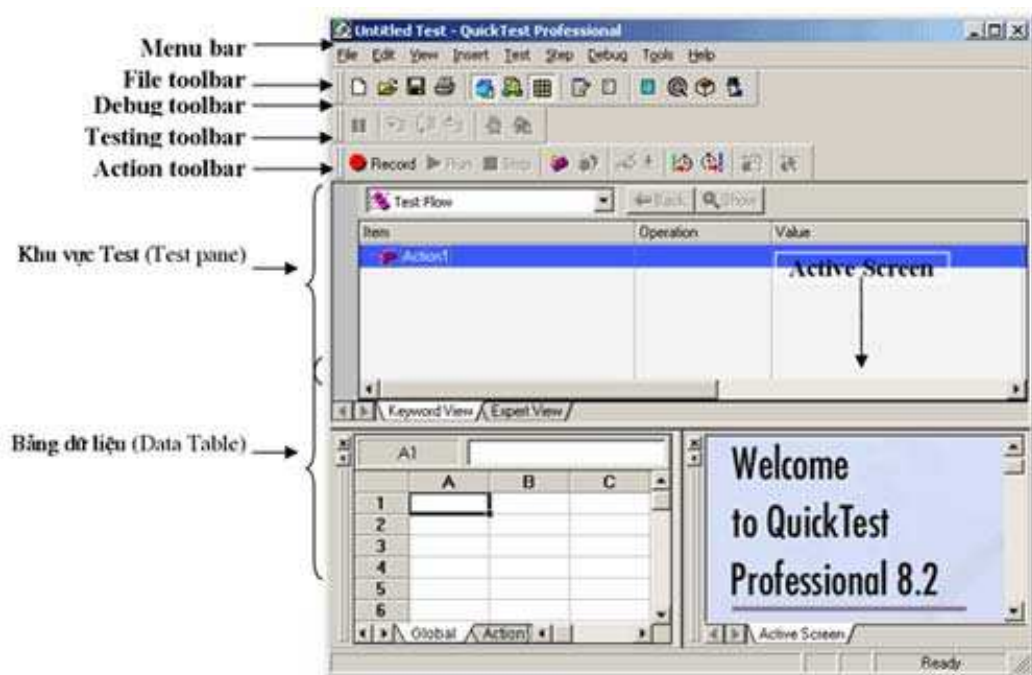 Untitled Test - QuickTest Professional
Menu bar
File Edit View Insert Test Step Debug Tools Help
File toolbar
Debug toolbar
Testing toolbar
Action toolbar
Record Run Stop
Test Flow
Back Show
Item Operation Value
Khu vực Test (Test pane)
Action1
Active Screen
Keyword View Expert View
Bảng dữ liệu (Data Table)
A1
A B C
1
2
3
4
5
6
Global Action
Welcome
to QuickTest
Professional 8.2
Active Screen
Ready